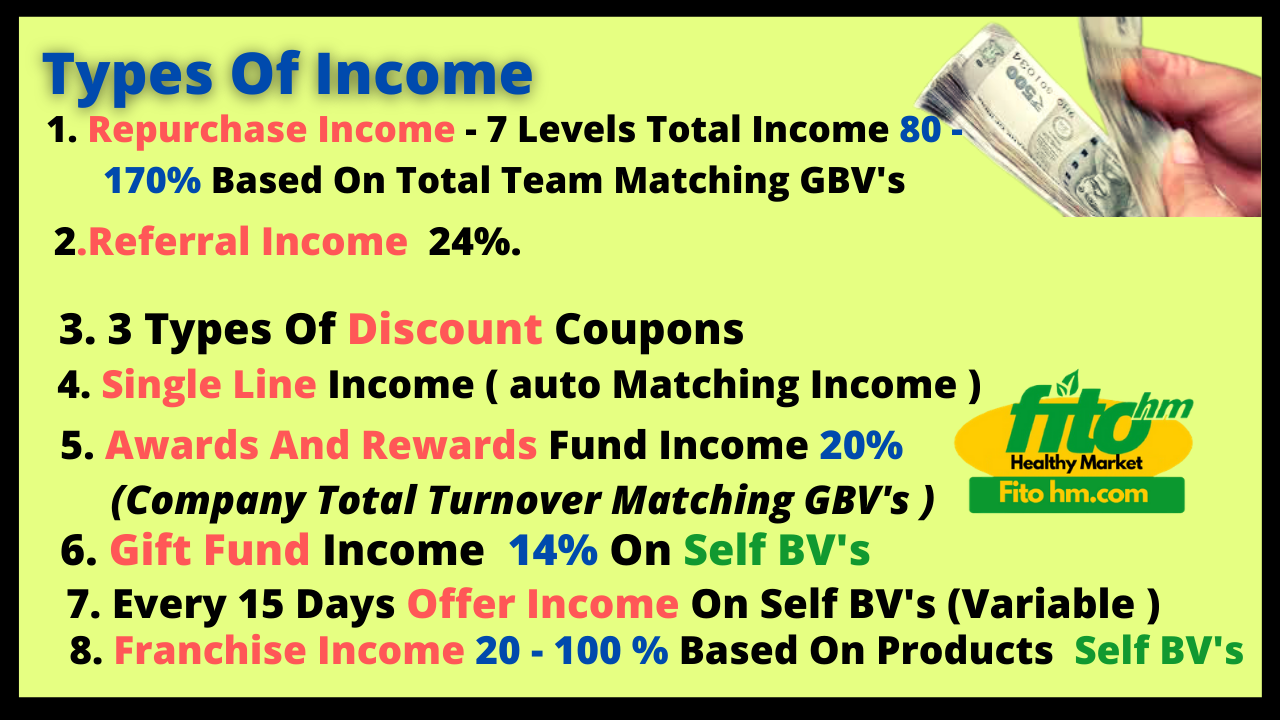 Types Of Income
1. Repurchase Income - 7 Levels Total Income 80 -
170% Based On Total Team Matching GBV's
2.Referral Income 24%.
3. 3 Types Of Discount Coupons
4. Single Line Income ( auto Matching Income )
5. Awards And Rewards Fund Income 20%
(Company Total Turnover Matching GBV's )
6. Gift Fund Income 14% On Self BV's
7. Every 15 Days Offer Income On Self BV's (Variable )
8. Franchise Income 20 - 100 % Based On Products Self BV's
₹500
fito hm
Healthy Market
Fito hm.com